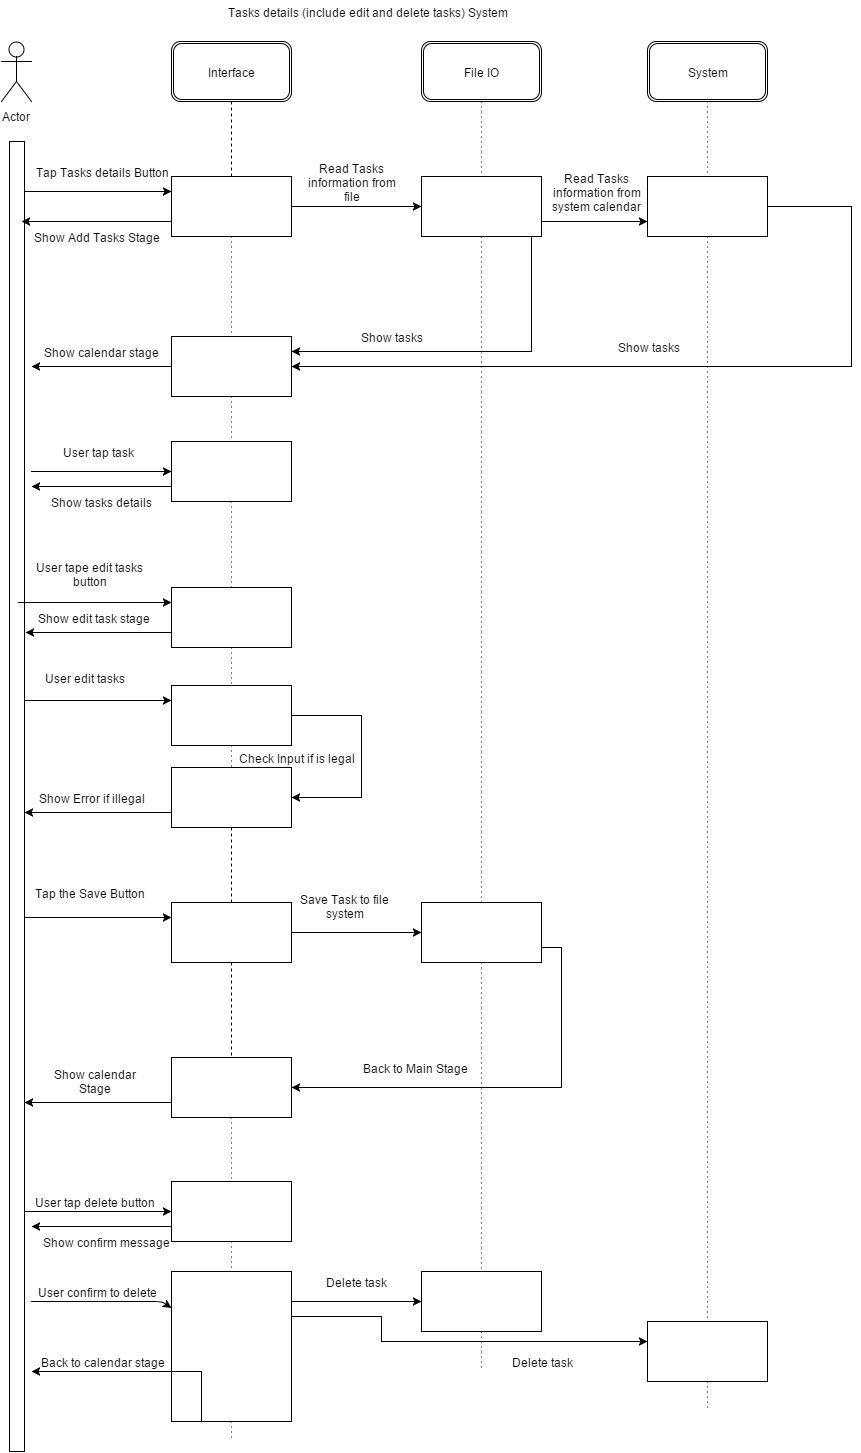 Tasks details (include edit and delete tasks) System
Interface
File IO
System
Actor
Tap Tasks details Button
Read Tasks
information from
file
Read Tasks
information from
system calendar
Show Add Tasks Stage
Show tasks
Show tasks
Show calendar stage
User tap task
Show tasks details
User tape edit tasks
button
Show edit task stage
User edit tasks
Check Input if is legal
Show Error if illegal
Tap the Save Button
Save Task to file
system
Back to Main Stage
Show calendar
Stage
User tap delete button
Show confirm message
User confirm to delete
Delete task
Delete task
Back to calendar stage